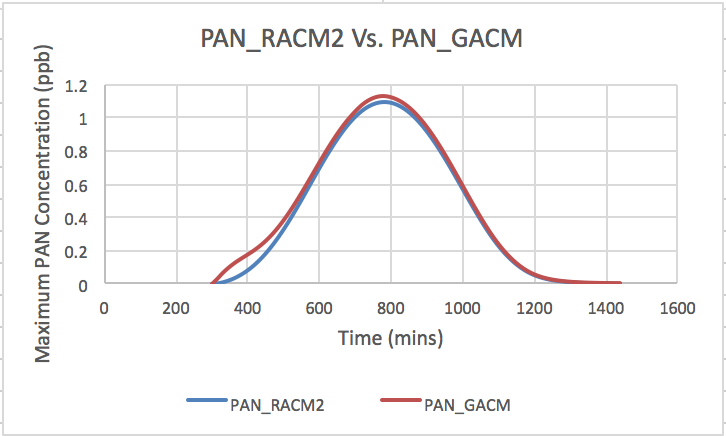 PAN_RACM2 Vs. PAN_GACM
Maximum PAN Concentration (ppb)
1.2
1
0.8
0.6
0.4
0.2
0
0 200 400 600 800 1000 1200 1400 1600
Time (mins)
PAN_RACM2 PAN_GACM